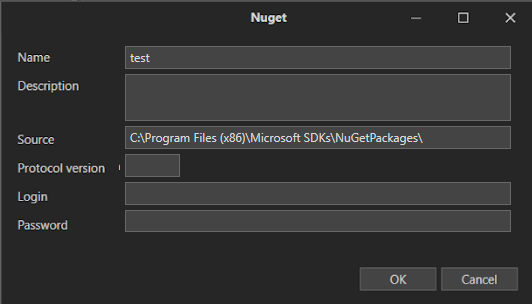 Nuget
Name test
Description
Source C:\Program Files (x86)\Microsoft SDKs\NuGetPackages\
Protocol version
Login
Password
OK Cancel